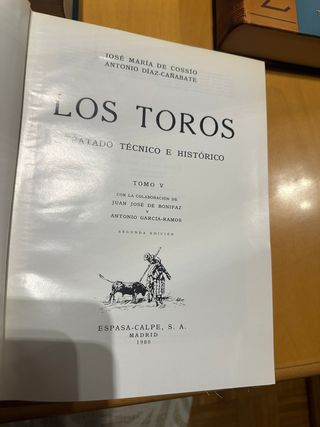 JOSÉ MARÍA DE COSSÍO
ANTONIO DÍAZ-CAÑABATE
LOS TOROS
TRATADO TÉCNICO E HISTÓRICO
TOMO V
CON LA COLABORACIÓN DE
JUAN JOSÉ DE BONIFAZ
Y
ANTONIO GARCÍA-RAMOS
SEGUNDA EDICIÓN
ESPASA-CALPE, S. A.
MADRID
1980